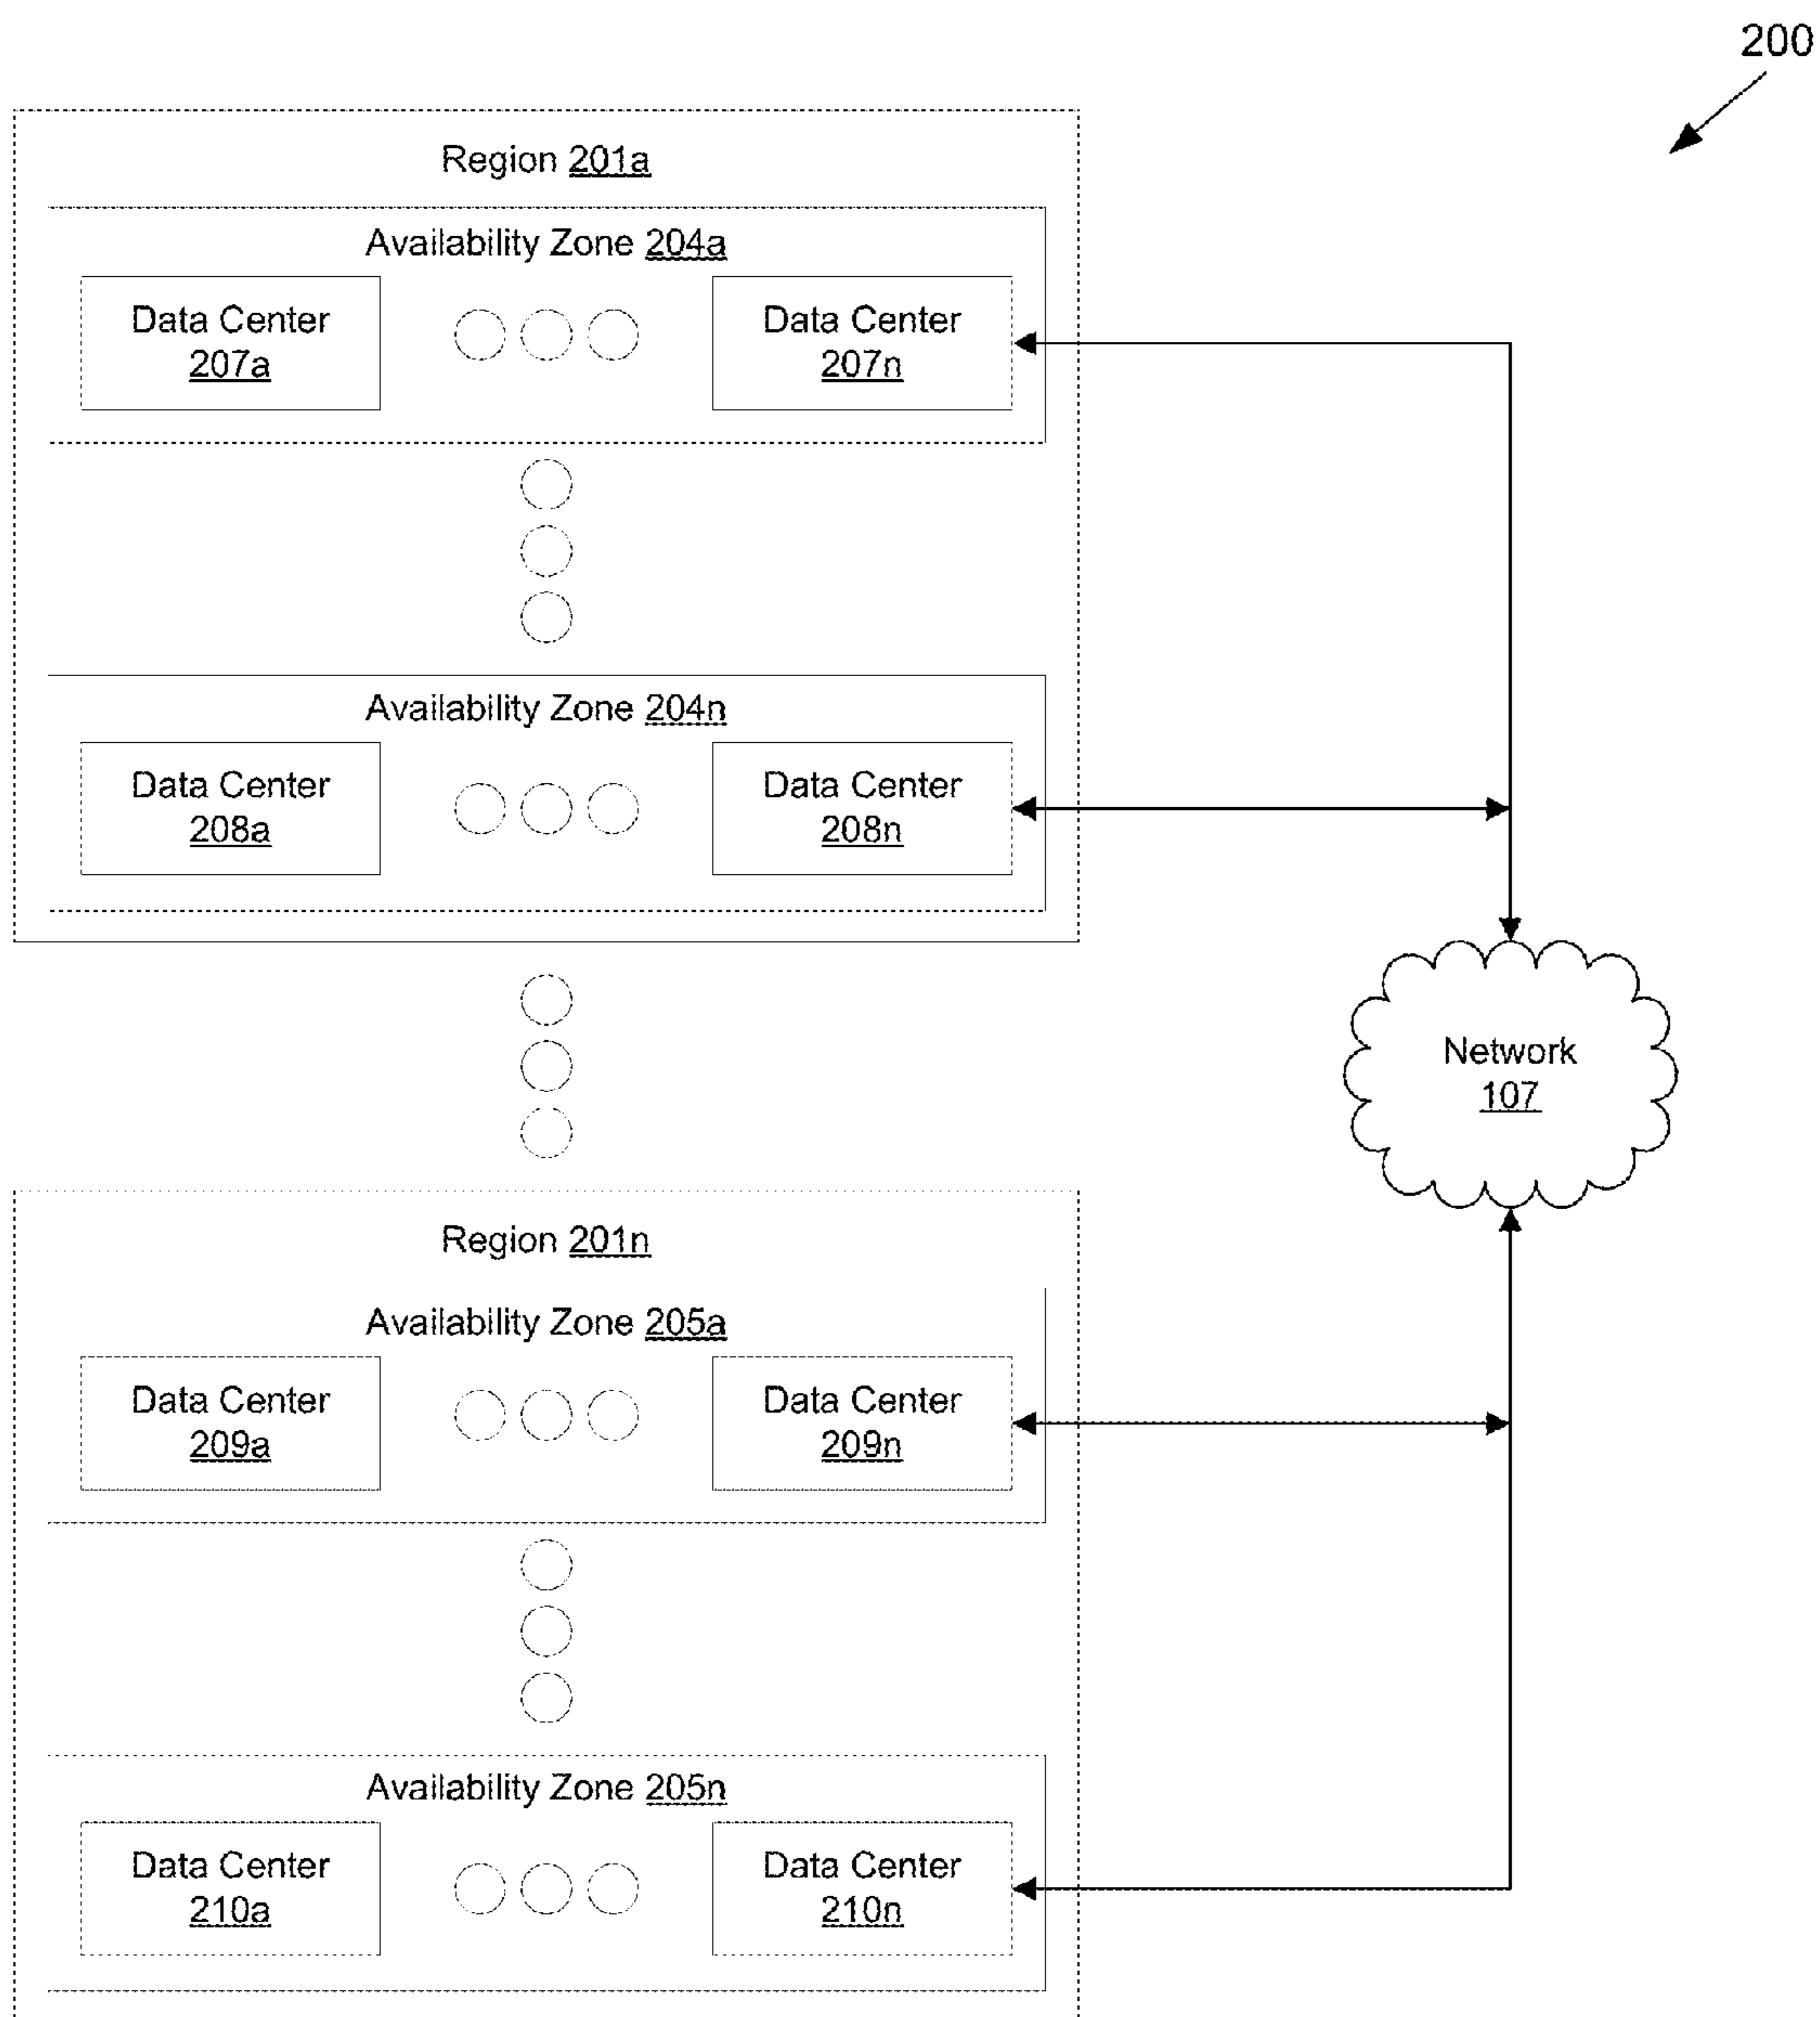 200
Region 201a
Availability Zone 204a
Data Center
207a
Data Center
207n
Availability Zone 204n
Data Center
208a
Data Center
208n
Network
107
Region 201n
Availability Zone 205a
Data Center
209a
Data Center
209n
Availability Zone 205n
Data Center
210a
Data Center
210n